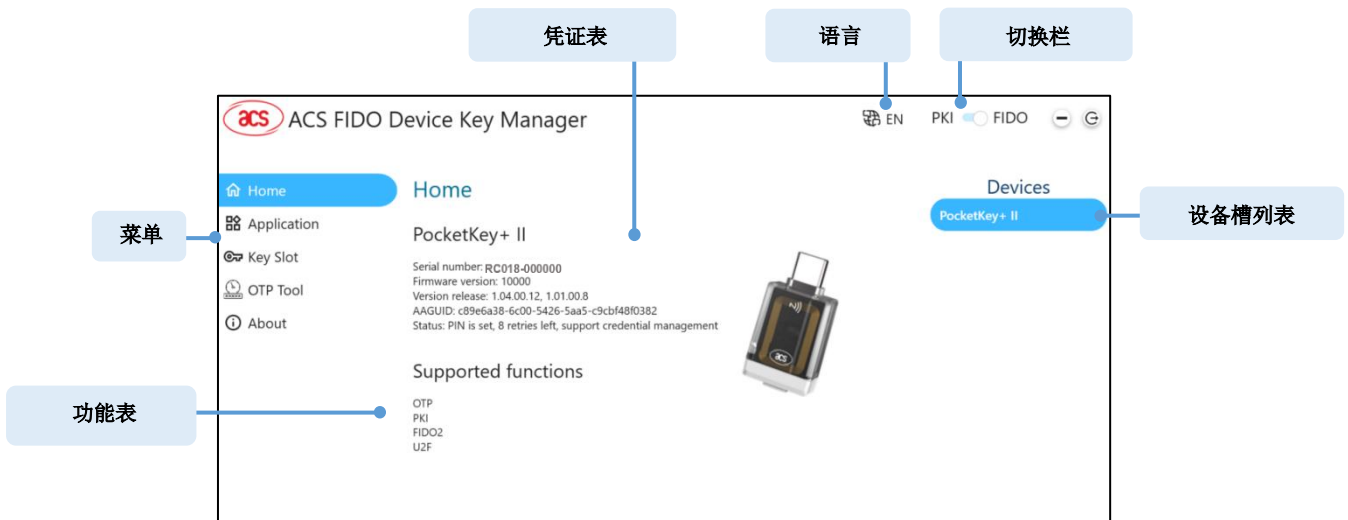 凭证表
语言
切换栏
acs ACS FIDO Device Key Manager
EN
PKI FIDO
Home
Application
Key Slot
OTP Tool
About
菜单
功能表
Home
PocketKey+ II
Serial number: RC018-000000
Firmware version: 10000
Version release: 1.04.00.12, 1.01.00.8
AAGUID: c89e6a38-6c00-5426-5aa5-c9cbf48f0382
Status: PIN is set, 8 retries left, support credential management
Supported functions
OTP
PKI
FIDO2
U2F
acs
Devices
PocketKey+ II
设备槽列表